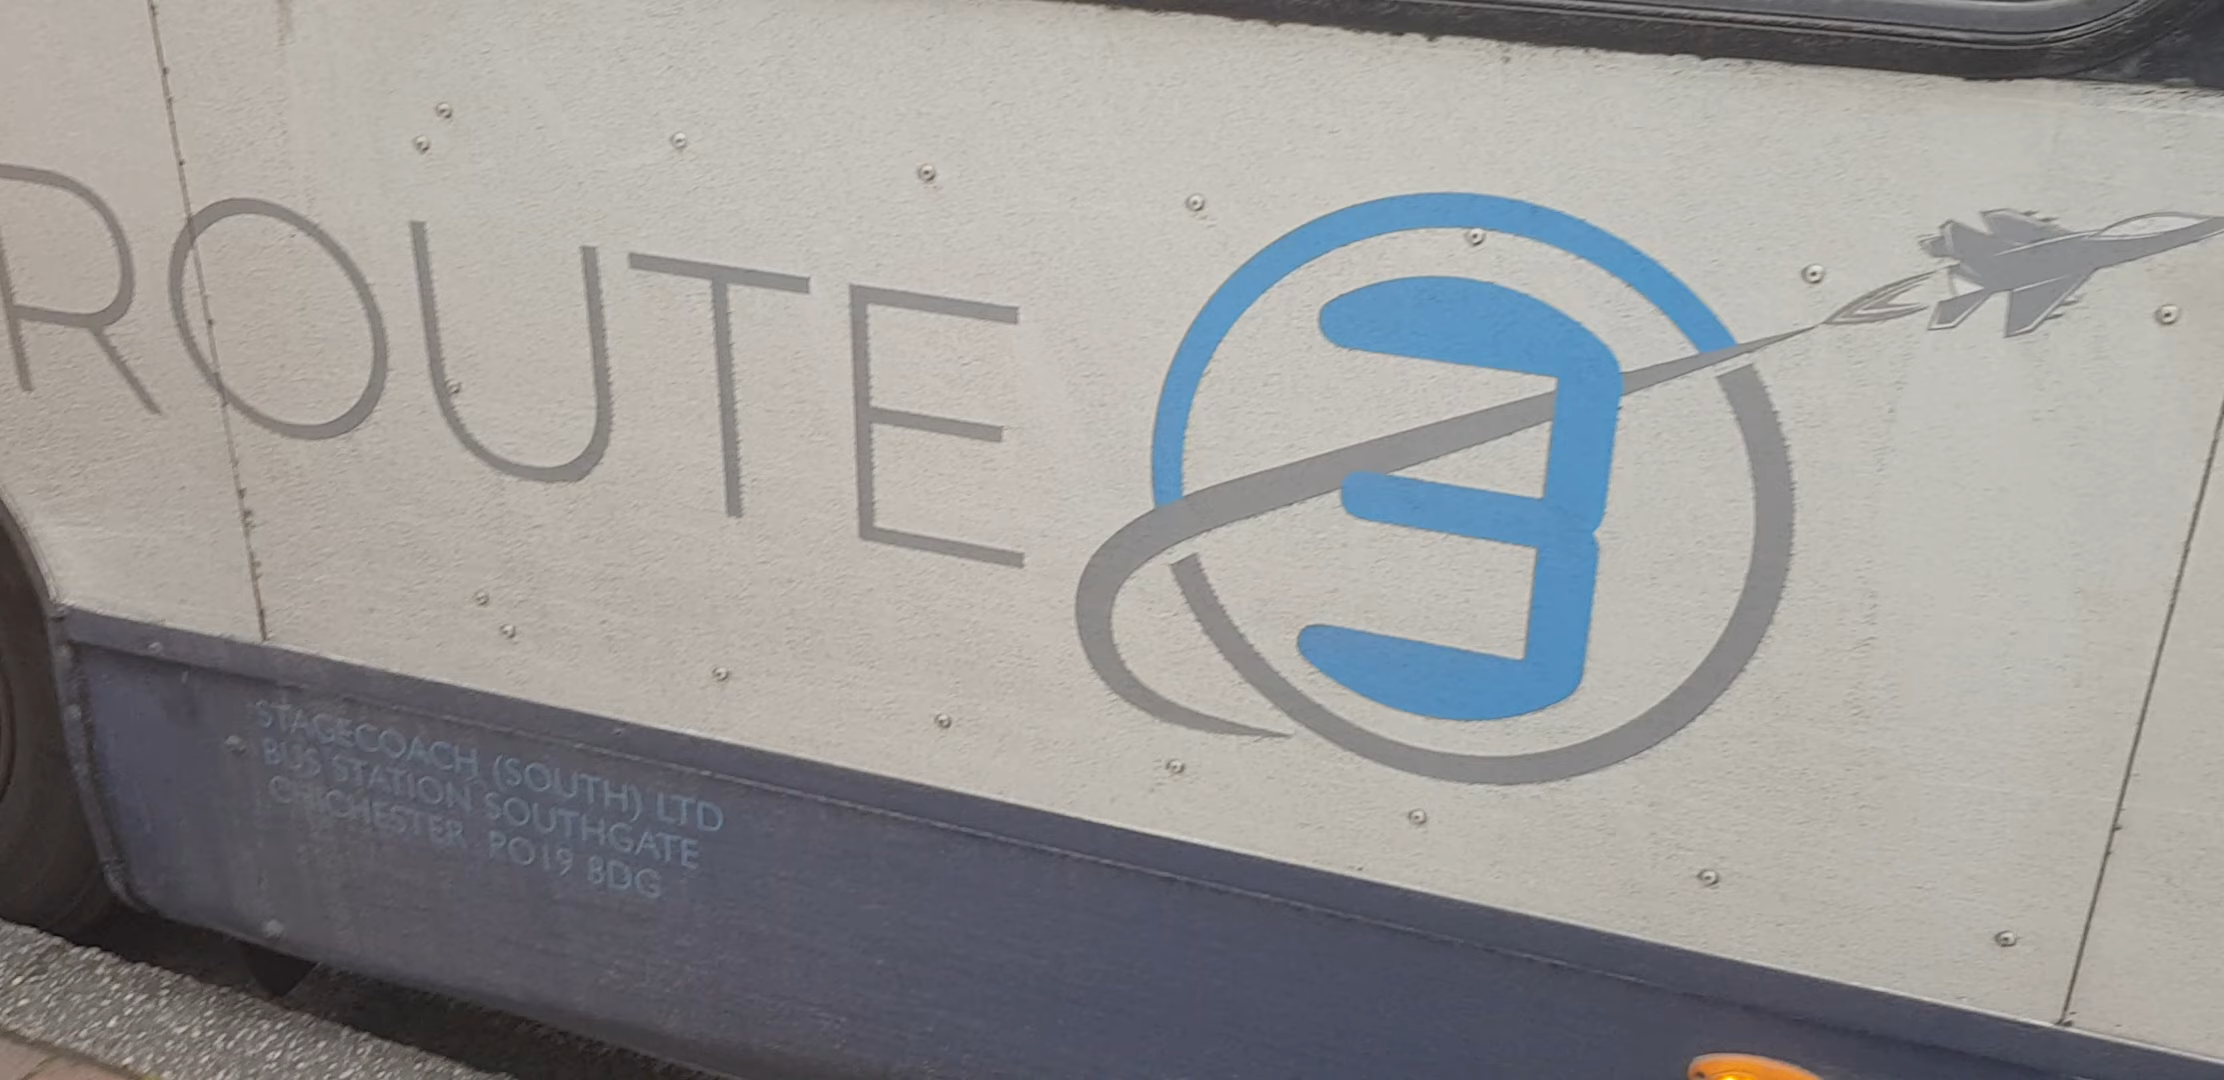 ROUTE 3
STAGECOACH (SOUTH) LTD
BUS STATION SOUTHGATE
CHICHESTER PO19 8DG